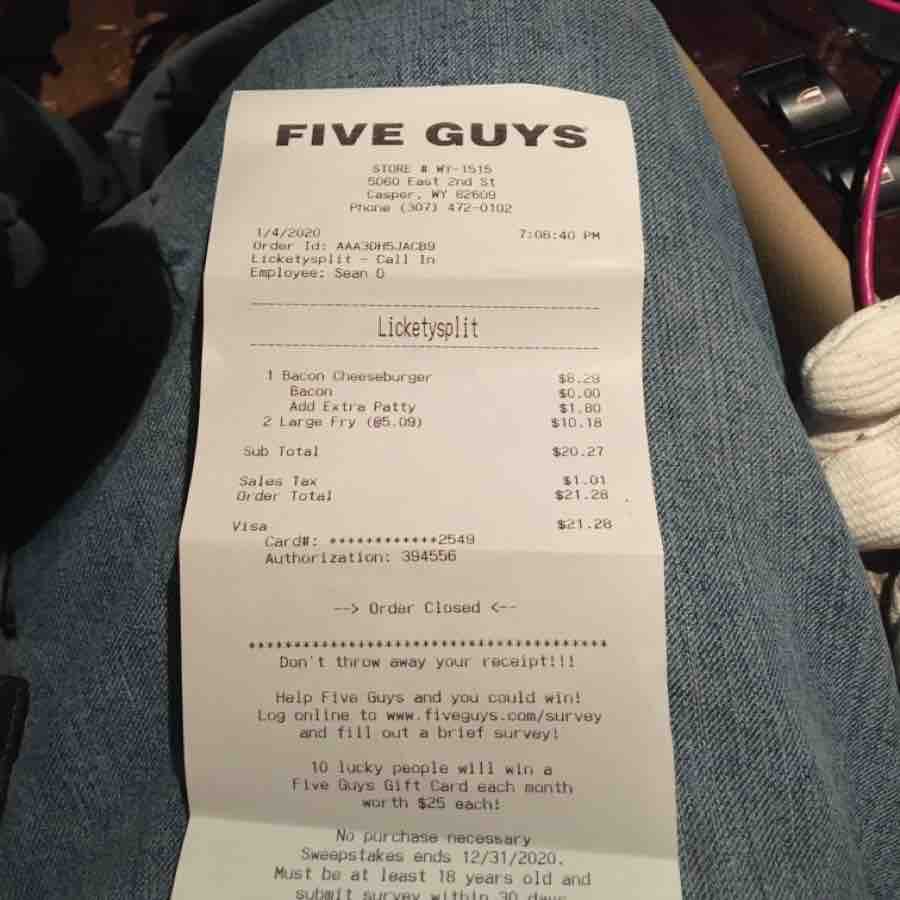 FIVE GUYS
STORE # WY-1515
5060 East 2nd St
Casper, WY 82609
Phone (307) 472-0102
1/4/2020 7:08:40 PM
Order Id: AAA3DH5JACB9
Licketysplit - Call In
Employee: Sean G
Licketysplit
1 Bacon Cheeseburger $8.29
Bacon $0.00
Add Extra Patty $1.80
2 Large Fry (@5.09) $10.18
Sub Total $20.27
Sales Tax $1.01
Order Total $21.28
Visa $21.28
Card#: ************2549
Authorization: 394556
--> Order Closed <--
***************************************
Don't throw away your receipt!!!
Help Five Guys and you could win!
Log online to www.fiveguys.com/survey
and fill out a brief survey!
10 lucky people will win a
Five Guys Gift Card each month
worth $25 each!
No purchase necessary
Sweepstakes ends 12/31/2020.
Must be at least 18 years old and
submit survey within 30 days